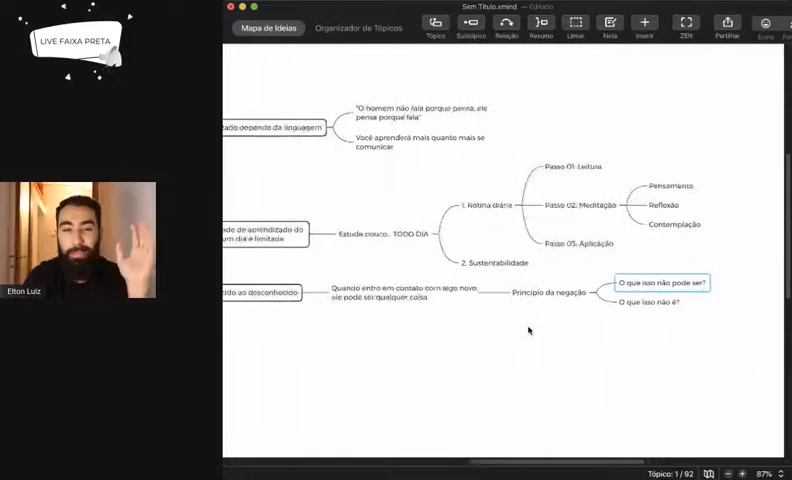 LIVE FAIXA PRETA
Elton Luiz
Sem Título.xmind — Editado
Mapa de Ideias
Organizador de Tópicos
Tópico
Subtópico
Relação
Resumo
Limiar
Nota
Inserir
ZEN
Partilhar
Ícone
depende da linguagem
"O homem não fala porque pensa, ele
pensa porque fala"
Você aprenderá mais quanto mais se
comunicar
de de aprendizado do
um dia é limitada
Estude pouco... TODO DIA
1. Rotina diária
Passo 01: Leitura
Passo 02: Meditação
Pensamento
Reflexão
Contemplação
Passo 03: Aplicação
2. Sustentabilidade
ao desconhecido
Quando entro em contato com algo novo,
ele pode ser qualquer coisa
Princípio da negação
O que isso não pode ser?
O que isso não é?
Tópico: 1 / 92
87%